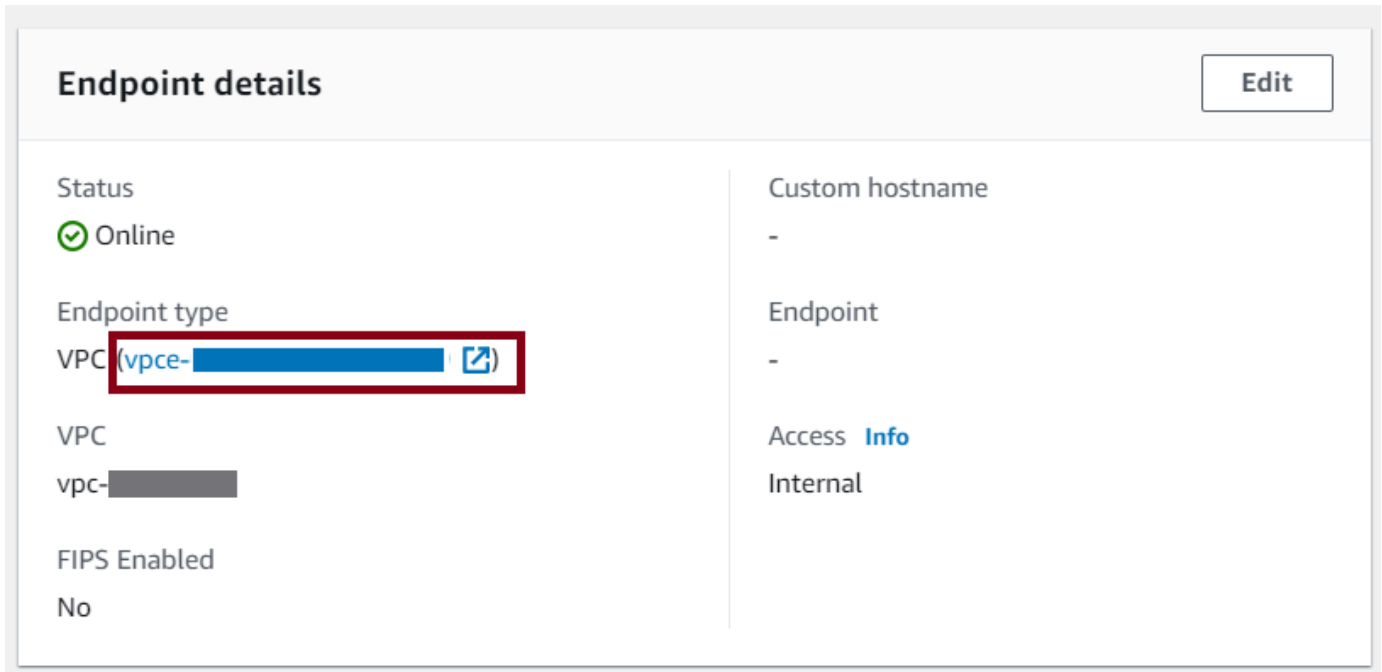 Endpoint details
Edit
Status
Online
Endpoint type
VPC (vpce- )
VPC
vpc-
FIPS Enabled
No
Custom hostname
-
Endpoint
-
Access Info
Internal